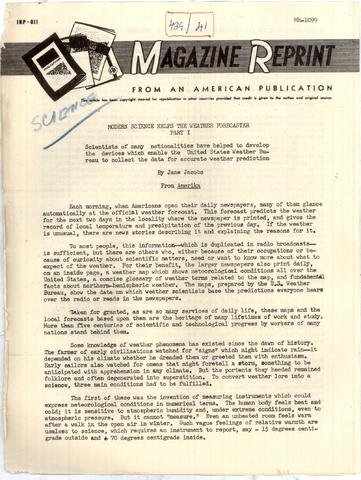 INP-011
439/41
MR-1099
MAGAZINE REPRINT
FROM AN AMERICAN PUBLICATION
This article has been copyright cleared for republication in other countries provided that credit is given to the author and original source.
SCIENCE
MODERN SCIENCE HELPS THE WEATHER FORECASTER
PART I
Scientists of many nationalities have helped to develop
the devices which enable the United States Weather Bu-
reau to collect the data for accurate weather prediction
By Jane Jacobs
From Amerika
Each morning, when Americans open their daily newspapers, many of them glance
automatically at the official weather forecast. This forecast predicts the weather
for the next two days in the locality where the newspaper is printed, and gives the
record of local temperature and precipitation of the previous day. If the weather
is unusual, there are news stories describing it and explaining the reasons for it.
To most people, this information—which is duplicated in radio broadcasts—
is sufficient, but there are others who, either because of their occupations or be-
cause of curiosity about scientific matters, need or want to know more about what to
expect of the weather. For their benefit, the larger newspapers also print daily,
on an inside page, a weather map which shows meteorological conditions all over the
United States, a concise glossary of weather terms related to the map, and fundamental
facts about northern-hemispheric weather. The maps, prepared by the U.S. Weather
Bureau, show the data on which weather scientists base the predictions everyone hears
over the radio or reads in the newspapers.
Taken for granted, as are so many services of daily life, these maps and the
local forecasts based upon them are the heritage of many lifetimes of work and study.
More than five centuries of scientific and technological progress by workers of many
nations stand behind them.
Some knowledge of weather phenomena has existed since the dawn of history.
The farmer of early civilisations watched for "signs" which might indicate rain—it
depended on his climate whether he dreaded them or greeted them with enthusiasm.
Early sailors also watched for omens that might foretell a storm, something to be
anticipated with apprehension in any climate. But the portents they heeded remained
folklore and often degenerated into superstition. To convert weather lore into a
science, three main conditions had to be fulfilled.
The first of these was the invention of measuring instruments which could
express meteorological conditions in numerical terms. The human body feels heat and
cold; it is sensitive to atmospheric humidity and, under extreme conditions, even to
atmospheric pressure. But it cannot "measure." Even an unheated room feels warm
after a walk in the open air in winter. Such vague feelings of relative warmth are
useless to science, which requires an instrument to report, say - 15 degrees centi-
grade outside and + 70 degrees centigrade inside.